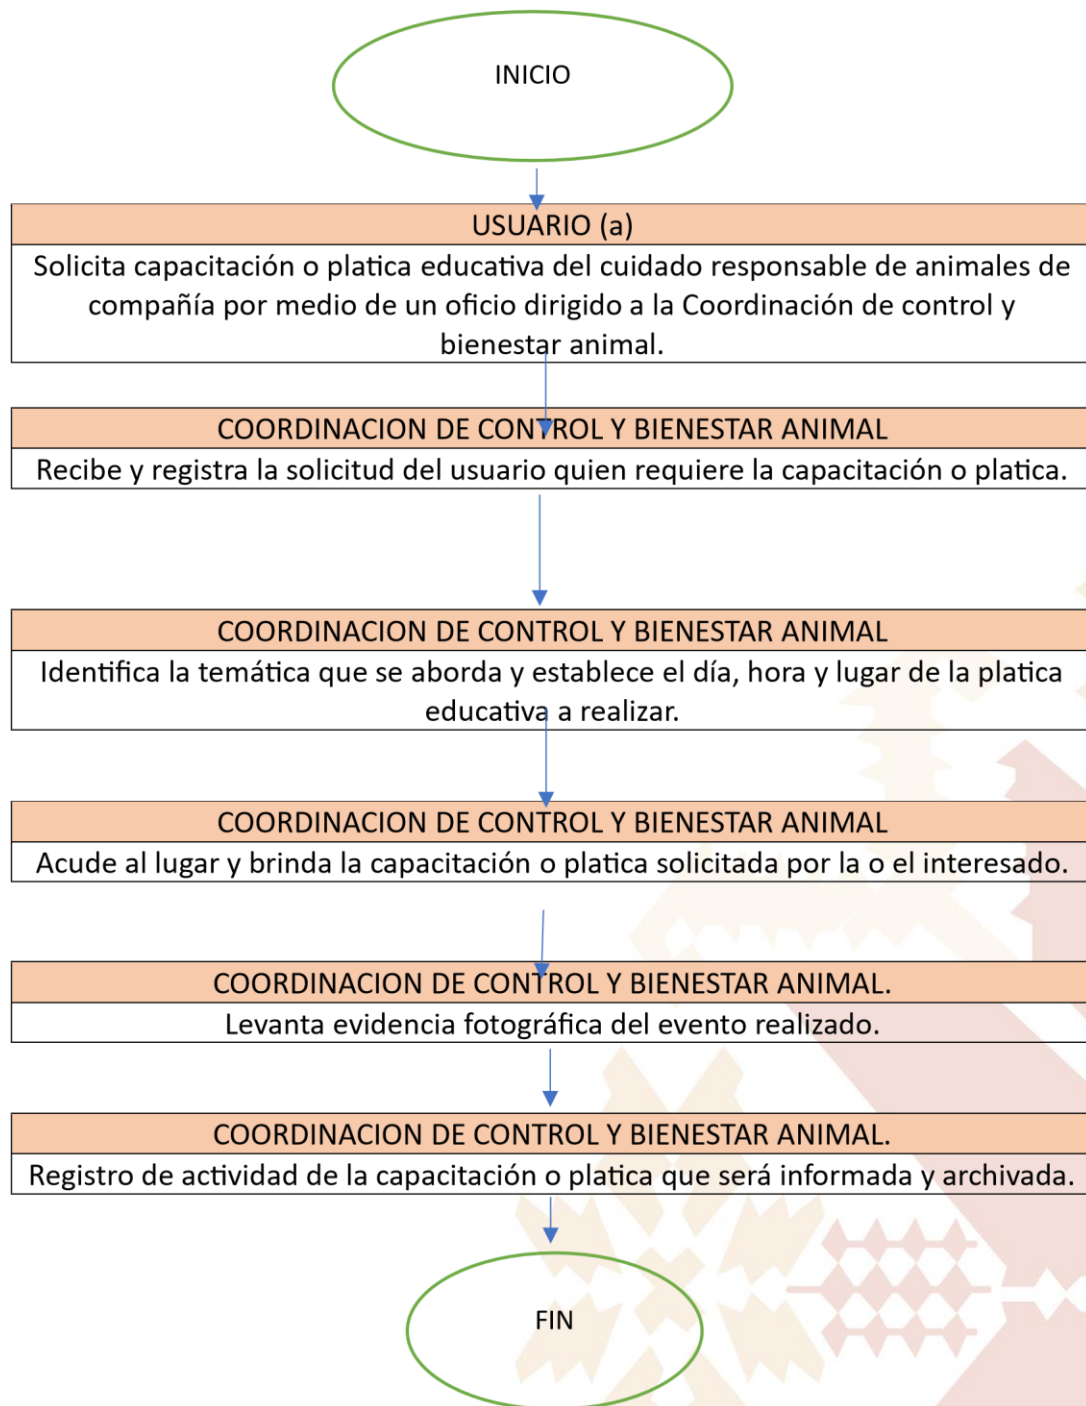 INICIO
USUARIO (a)
Solicita capacitación o platica educativa del cuidado responsable de animales de
compañía por medio de un oficio dirigido a la Coordinación de control y
bienestar animal.
COORDINACION DE CONTROL Y BIENESTAR ANIMAL
Recibe y registra la solicitud del usuario quien requiere la capacitación o platica.
COORDINACION DE CONTROL Y BIENESTAR ANIMAL
Identifica la temática que se aborda y establece el día, hora y lugar de la platica
educativa a realizar.
COORDINACION DE CONTROL Y BIENESTAR ANIMAL
Acude al lugar y brinda la capacitación o platica solicitada por la o el interesado.
COORDINACION DE CONTROL Y BIENESTAR ANIMAL.
Levanta evidencia fotográfica del evento realizado.
COORDINACION DE CONTROL Y BIENESTAR ANIMAL.
Registro de actividad de la capacitación o platica que será informada y archivada.
FIN